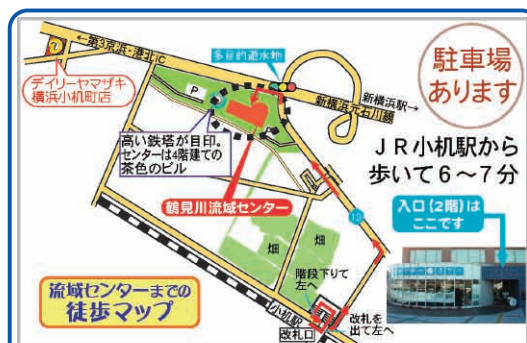 ←第3京浜・港北IC
多目的遊水地
デイリーヤマザキ
横浜小机町店
P
新横浜駅→
新横浜元石川線
駐車場
あります
高い鉄塔が目印。
センターは4階建ての
茶色のビル
JR小机駅から
歩いて6〜7分
鶴見川流域センター
13
入口(2階)は
ここです
畑
畑
階段下りて
左へ
流域センターまでの
徒歩マップ
小机駅
改札口
改札を
出て左へ